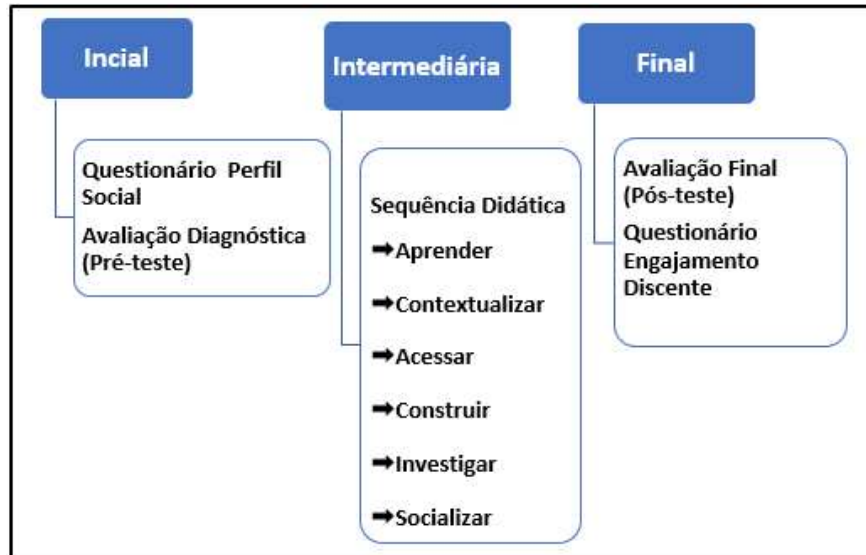 Incial
Questionário Perfil
Social
Avaliação Diagnóstica
(Pré-teste)
Intermediária
Sequência Didática
➡Aprender
➡Contextualizar
➡Acessar
➡Construir
➡Investigar
➡Socializar
Final
Avaliação Final
(Pós-teste)
Questionário
Engajamento
Discente